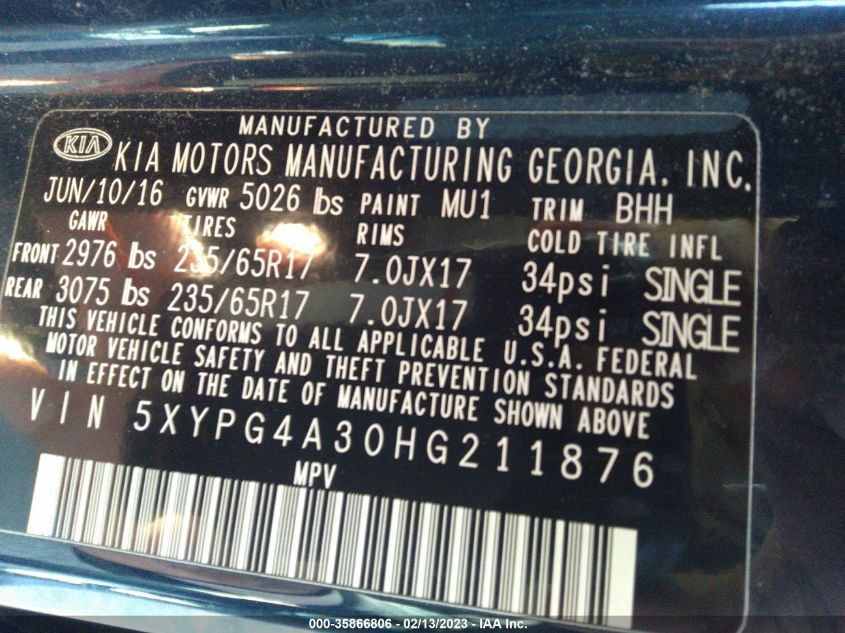 MANUFACTURED BY
KIA KIA MOTORS MANUFACTURING GEORGIA, INC.
JUN/10/16 GVWR 5026 lbs PAINT MU1 TRIM BHH
GAWR TIRES RIMS COLD TIRE INFL
FRONT 2976 lbs 235/65R17 7.0JX17 34psi SINGLE
REAR 3075 lbs 235/65R17 7.0JX17 34psi SINGLE
THIS VEHICLE CONFORMS TO ALL APPLICABLE U.S.A. FEDERAL
MOTOR VEHICLE SAFETY AND THEFT PREVENTION STANDARDS
IN EFFECT ON THE DATE OF MANUFACTURE SHOWN ABOVE
VIN 5XYPG4A30HG211876
MPV
000-35866806 - 02/13/2023 - IAA Inc.